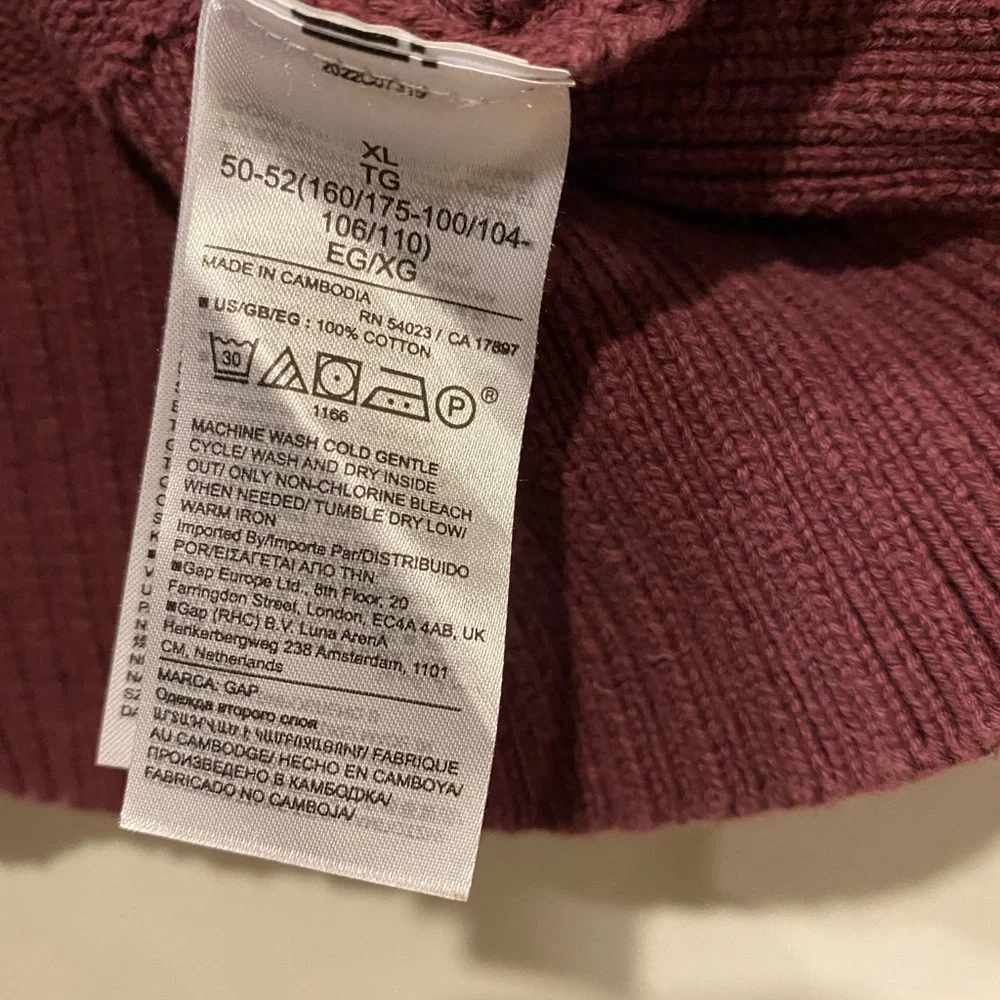 XL
TG
50-52(160/175-100/104-
106/110)
EG/XG
MADE IN CAMBODIA
RN 54023 / CA 17897
■ US/GB/EG : 100% COTTON
30
P ®
1166
MACHINE WASH COLD GENTLE
CYCLE/ WASH AND DRY INSIDE
OUT/ ONLY NON-CHLORINE BLEACH
WHEN NEEDED/ TUMBLE DRY LOW/
WARM IRON
Imported By/Importe Par/DISTRIBUIDO
POR/ΕΙΣΑΓΕΤΑΙ ΑΠΟ ΤΗΝ
■Gap Europe Ltd., 8th Floor, 20
Farringdon Street, London, EC4A 4AB, UK
■Gap (RHC) B.V. Luna ArenA
Herikerbergweg 238 Amsterdam, 1101
CM, Netherlands
MARCA. GAP
Одежда второго слоя
ԱՐՏԱԴՐՎԱԾ Է ԿԱՄԲՈՋԱՅՈՒՄ/ FABRIQUE
AU CAMBODGE/ HECHO EN CAMBOYA/
ПРОИЗВЕДЕНО В КАМБОДЖА/
FABRICADO NO CAMBOJA/